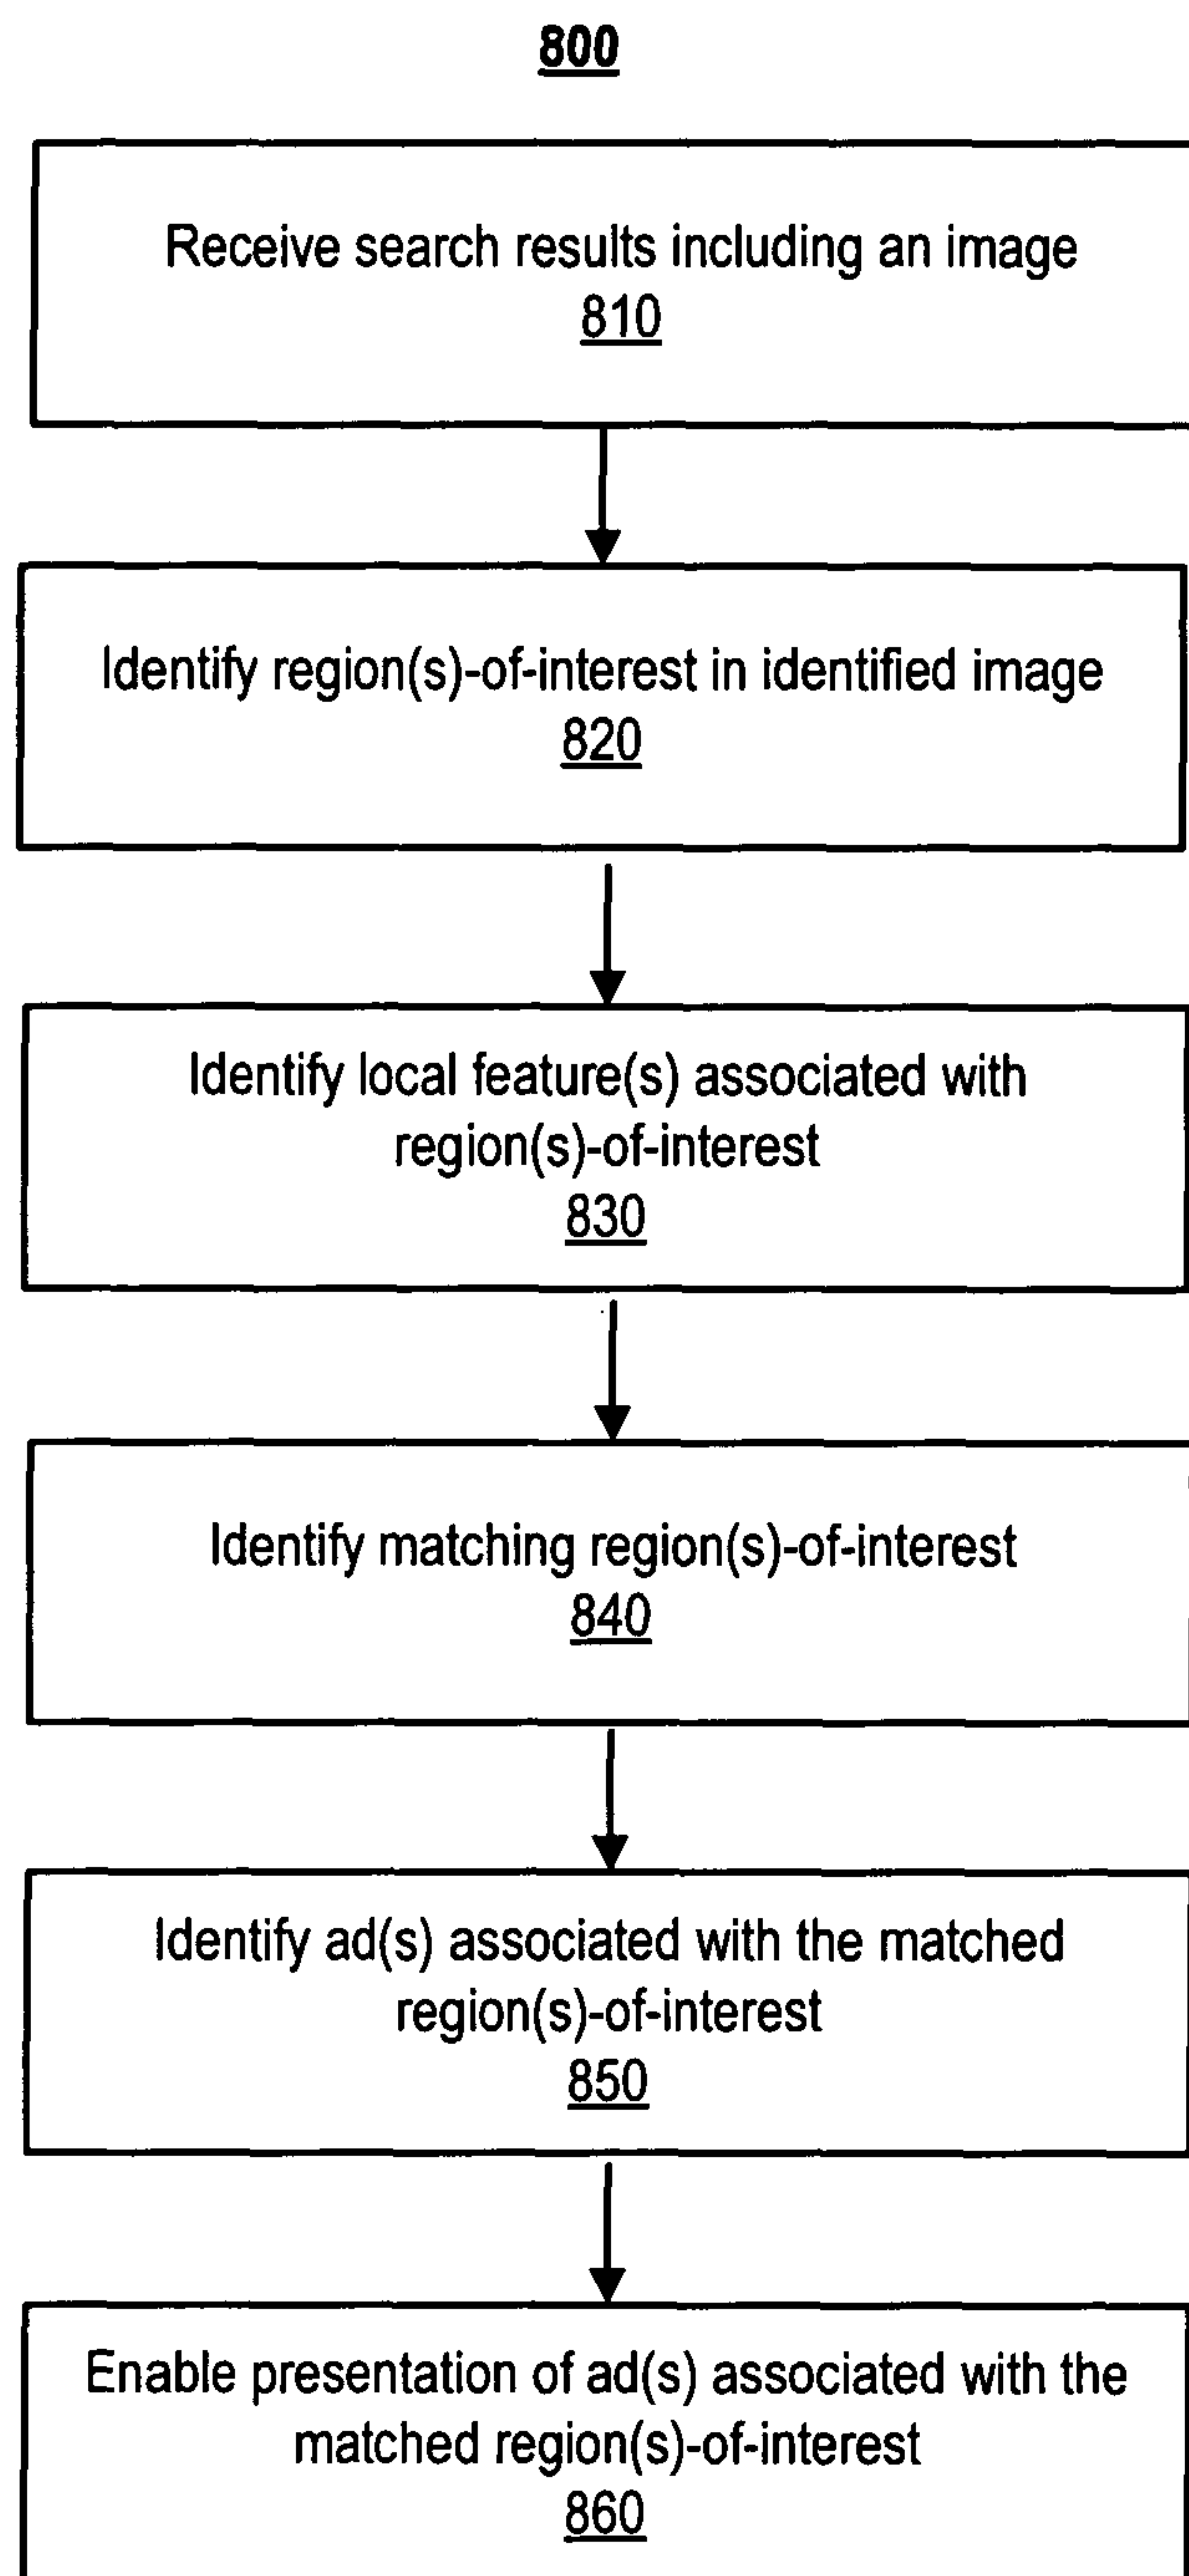 800
Receive search results including an image
810
Identify region(s)-of-interest in identified image
820
Identify local feature(s) associated with
region(s)-of-interest
830
Identify matching region(s)-of-interest
840
Identify ad(s) associated with the matched
region(s)-of-interest
850
Enable presentation of ad(s) associated with the
matched region(s)-of-interest
860